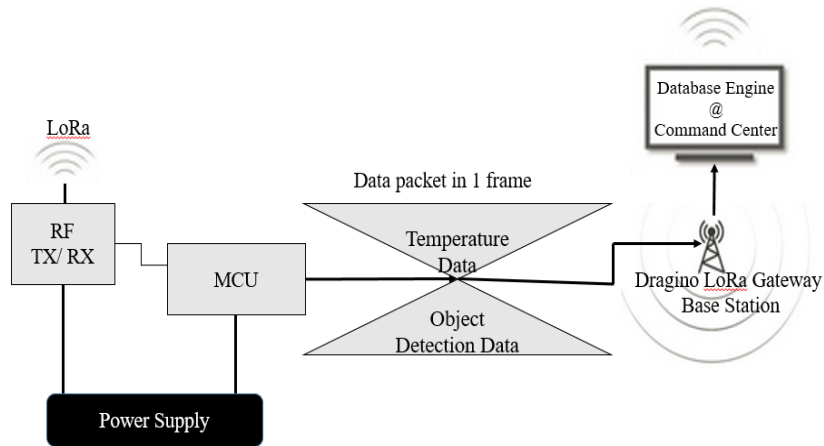 LoRa
RF
TX/ RX
MCU
Power Supply
Data packet in 1 frame
Temperature
Data
Object
Detection Data
Database Engine
@
Command Center
Dragino LoRa Gateway
Base Station